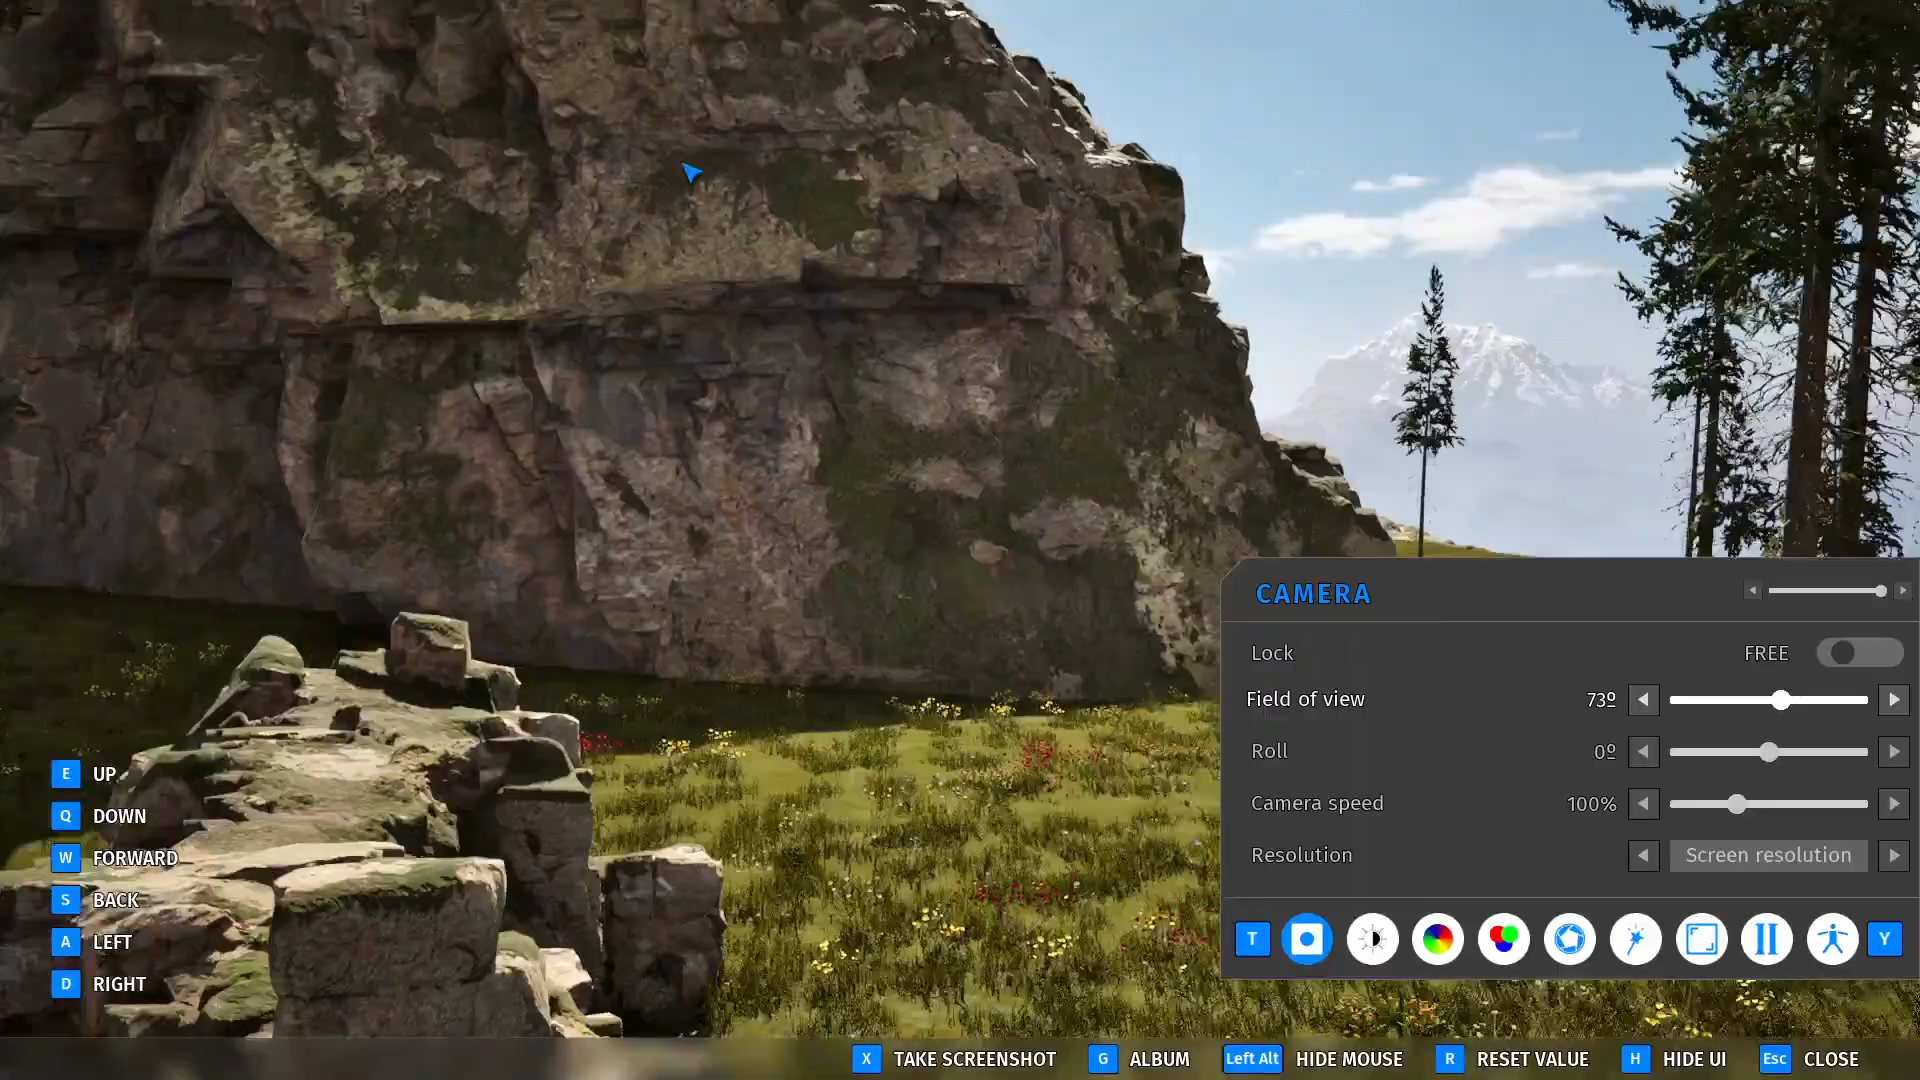 CAMERA
Lock FREE
Field of view 73º
Roll 0º
Camera speed 100%
Resolution Screen resolution
T Y
E UP
Q DOWN
W FORWARD
S BACK
A LEFT
D RIGHT
X TAKE SCREENSHOT G ALBUM Left Alt HIDE MOUSE R RESET VALUE H HIDE UI Esc CLOSE